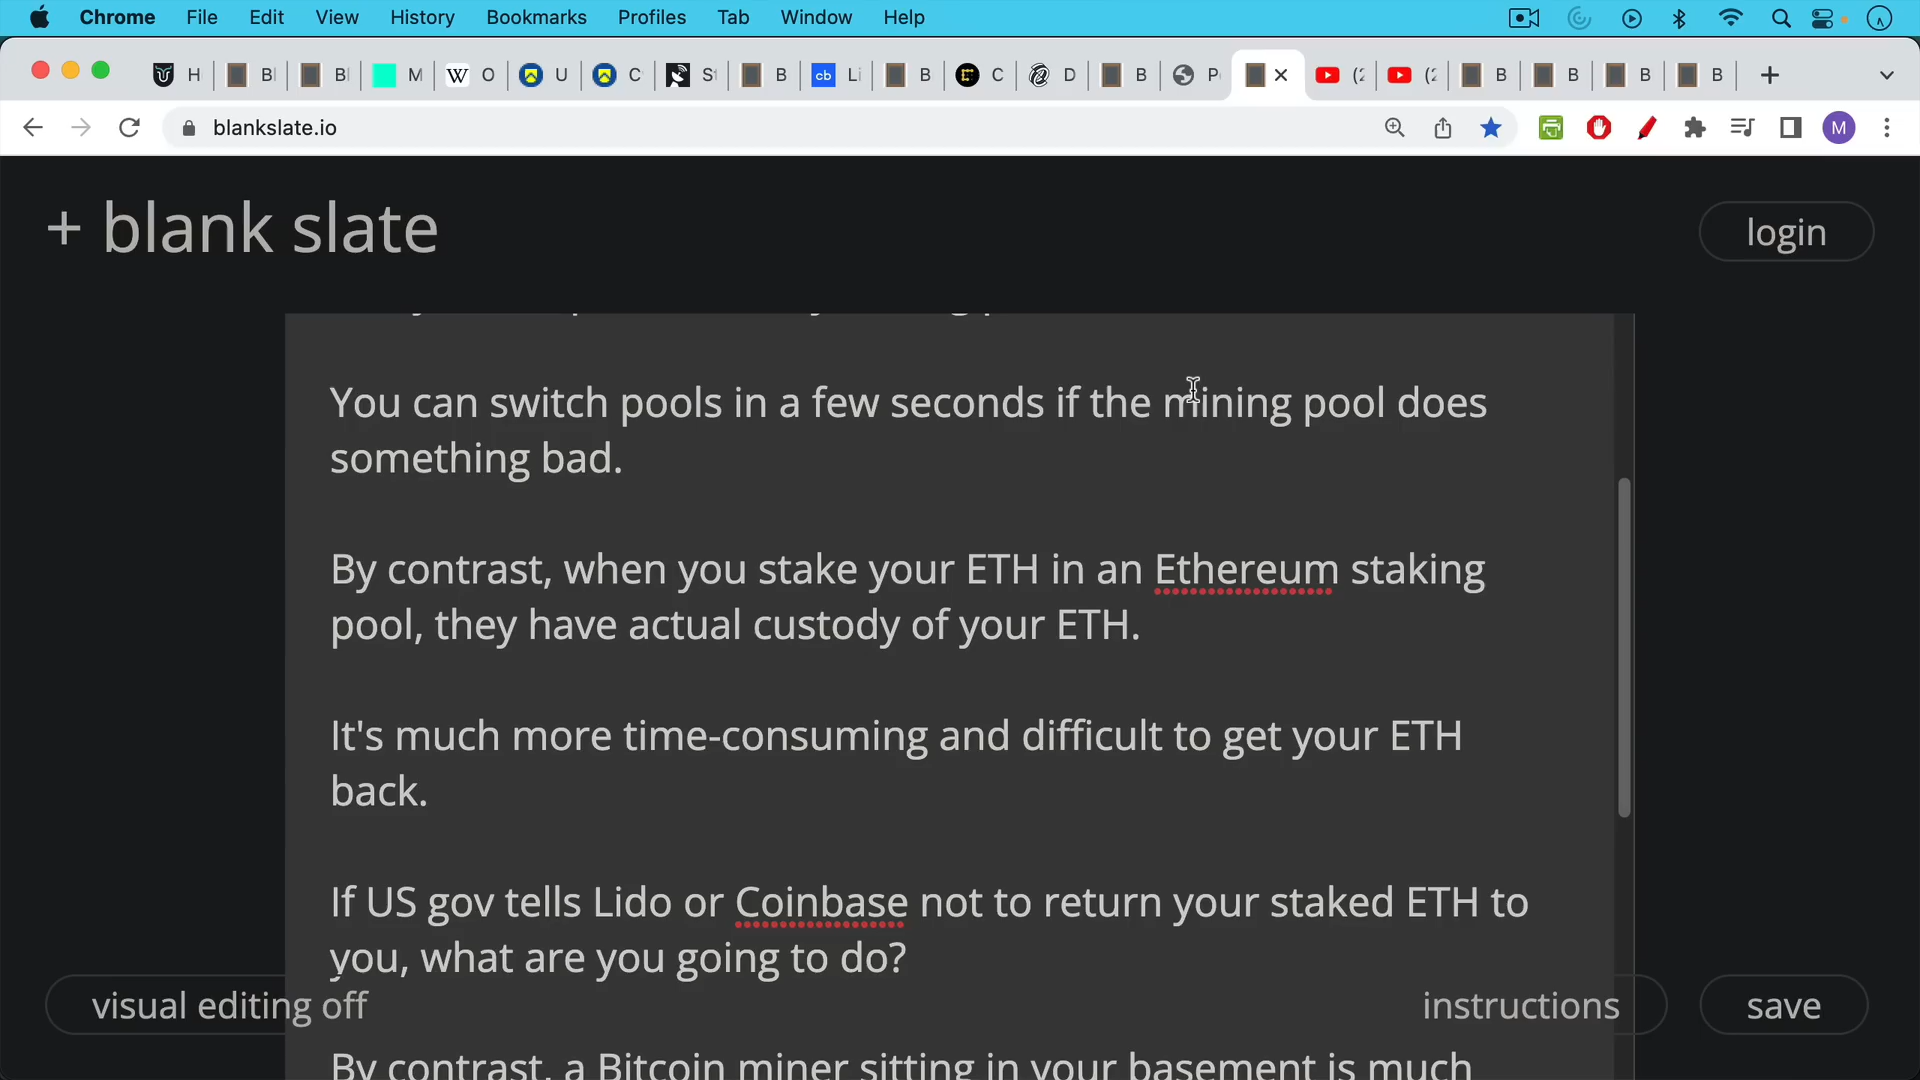 Chrome File Edit View History Bookmarks Profiles Tab Window Help
H B B M W O U C S B cb Li B C D B P (2 (2 B B B B
blankslate.io M
+ blank slate
login
You can switch pools in a few seconds if the mining pool does
something bad.
By contrast, when you stake your ETH in an Ethereum staking
pool, they have actual custody of your ETH.
It's much more time-consuming and difficult to get your ETH
back.
If US gov tells Lido or Coinbase not to return your staked ETH to
you, what are you going to do?
visual editing off
instructions
save
By contrast, a Bitcoin miner sitting in your basement is much